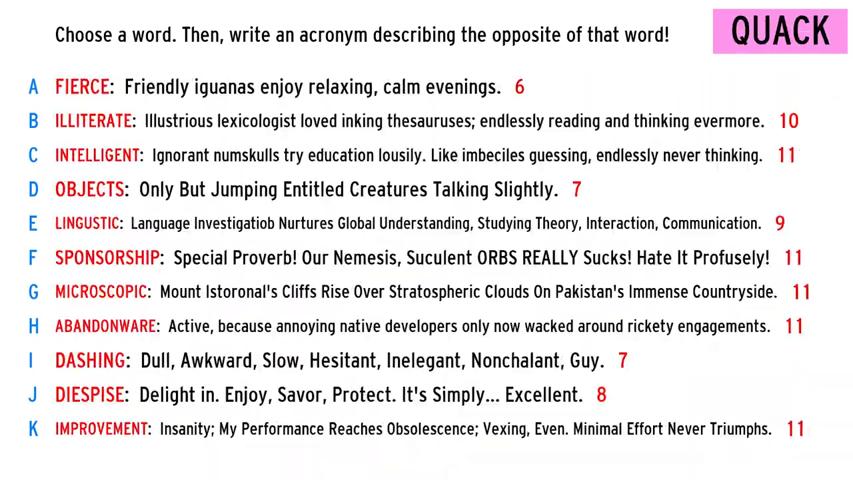 Choose a word. Then, write an acronym describing the opposite of that word!
QUACK
A FIERCE: Friendly iguanas enjoy relaxing, calm evenings. 6
B ILLITERATE: Illustrious lexicologist loved inking thesauruses; endlessly reading and thinking evermore. 10
C INTELLIGENT: Ignorant numskulls try education lousily. Like imbeciles guessing, endlessly never thinking. 11
D OBJECTS: Only But Jumping Entitled Creatures Talking Slightly. 7
E LINGUSTIC: Language Investigatiob Nurtures Global Understanding, Studying Theory, Interaction, Communication. 9
F SPONSORSHIP: Special Proverb! Our Nemesis, Suculent ORBS REALLY Sucks! Hate It Profusely! 11
G MICROSCOPIC: Mount Istoronal's Cliffs Rise Over Stratospheric Clouds On Pakistan's Immense Countryside. 11
H ABANDONWARE: Active, because annoying native developers only now wacked around rickety engagements. 11
I DASHING: Dull, Awkward, Slow, Hesitant, Inelegant, Nonchalant, Guy. 7
J DIESPISE: Delight in. Enjoy, Savor, Protect. It's Simply... Excellent. 8
K IMPROVEMENT: Insanity; My Performance Reaches Obsolescence; Vexing, Even. Minimal Effort Never Triumphs. 11